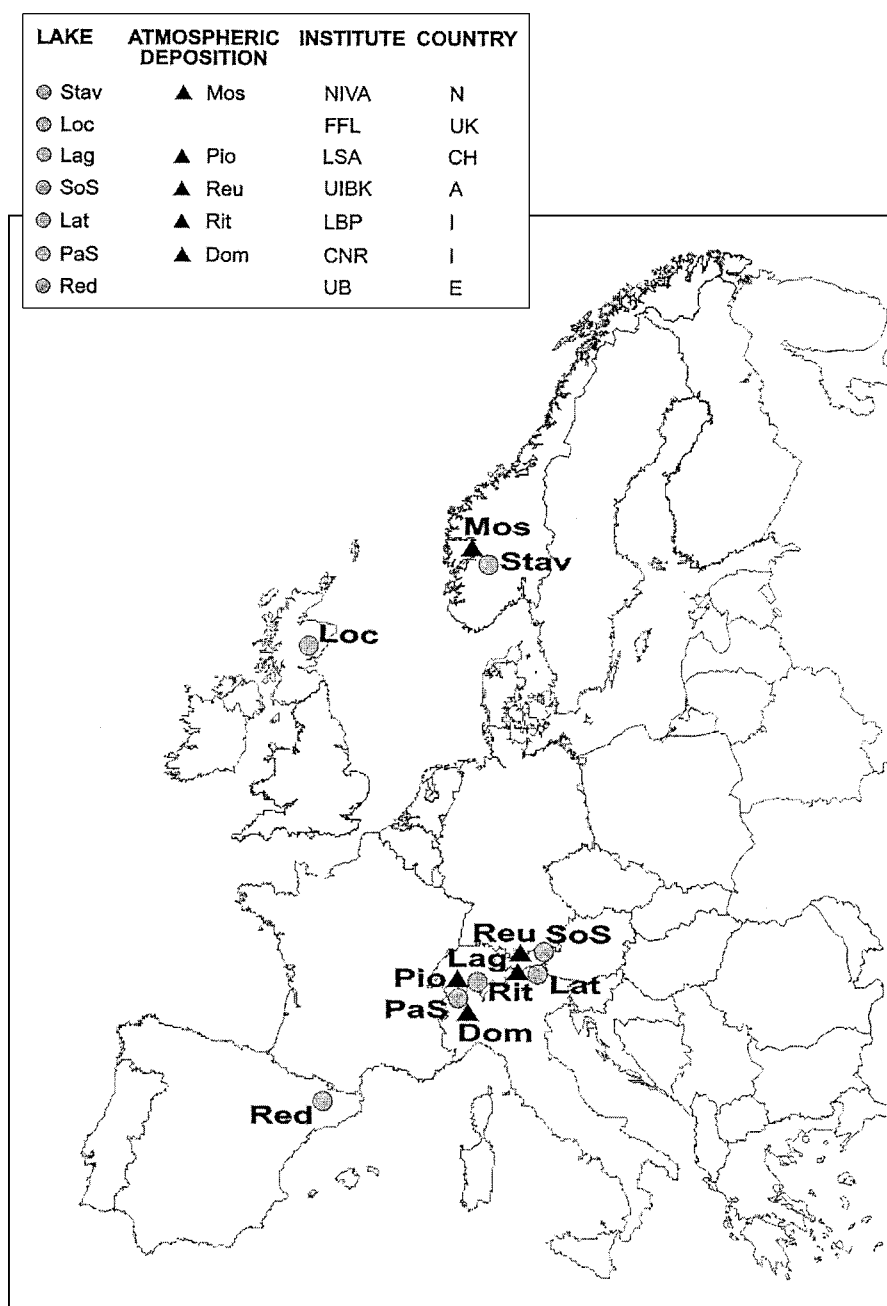 LAKE ATMOSPHERIC DEPOSITION INSTITUTE COUNTRY
Stav Mos NIVA N
Loc FFL UK
Lag Pio LSA CH
SoS Reu UIBK A
Lat Rit LBP I
PaS Dom CNR I
Red UB E
Mos
Stav
Loc
Reu SoS
Lag
Pio Rit Lat
PaS
Dom
Red